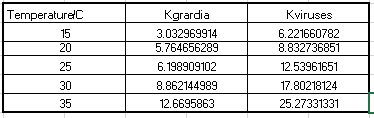 Temperature/C Kgrardia Kviruses
15 3.032969914 6.221660782
20 5.764656289 8.832736851
25 6.198909102 12.53961651
30 8.862144989 17.80218124
35 12.6695863 25.27331331